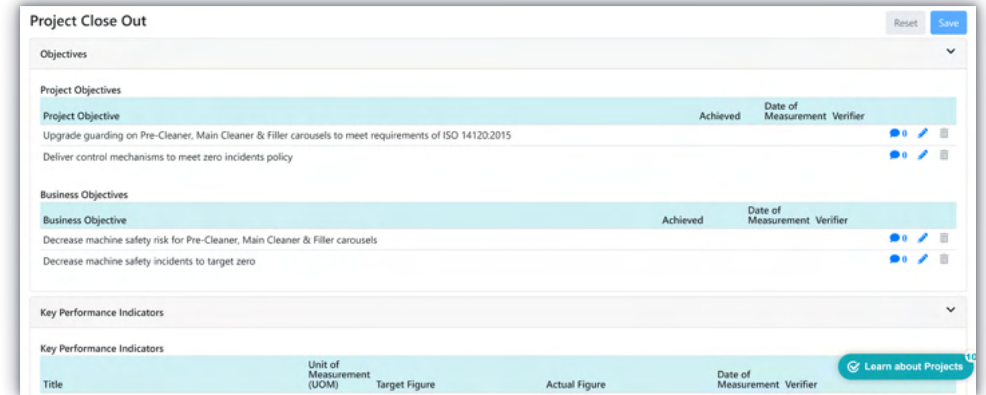 Project Close Out
Reset Save
Objectives
Project Objectives
Project Objective Achieved Date of Measurement Verifier
Upgrade guarding on Pre-Cleaner, Main Cleaner & Filler carousels to meet requirements of ISO 14120:2015 0
Deliver control mechanisms to meet zero incidents policy 0
Business Objectives
Business Objective Achieved Date of Measurement Verifier
Decrease machine safety risk for Pre-Cleaner, Main Cleaner & Filler carousels 0
Decrease machine safety incidents to target zero 0
Key Performance Indicators
Key Performance Indicators
Title Unit of Measurement (UOM) Target Figure Actual Figure Date of Measurement Verifier
Learn about Projects 10